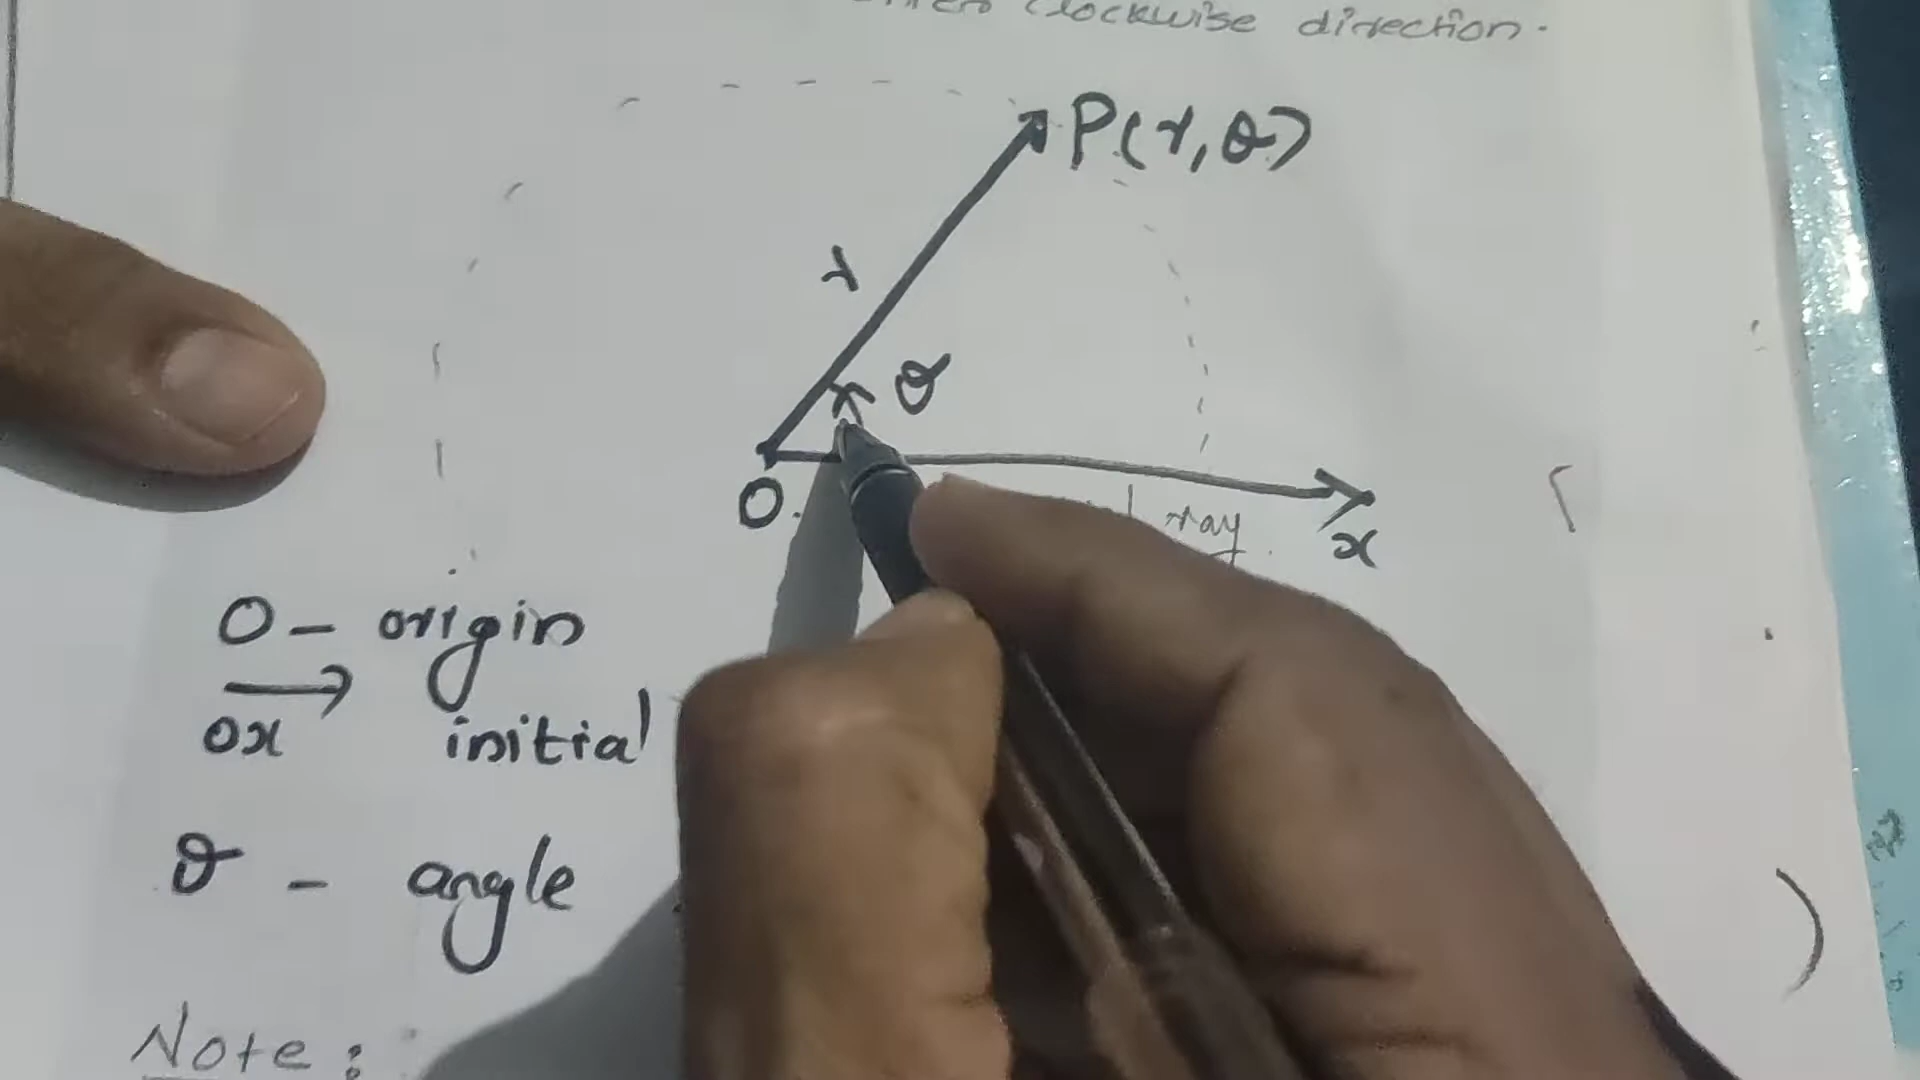 clockwise direction.
P(r, θ)
r
θ
O.
ray.
x
O - origin
→
ox initial
θ - angle
Note :